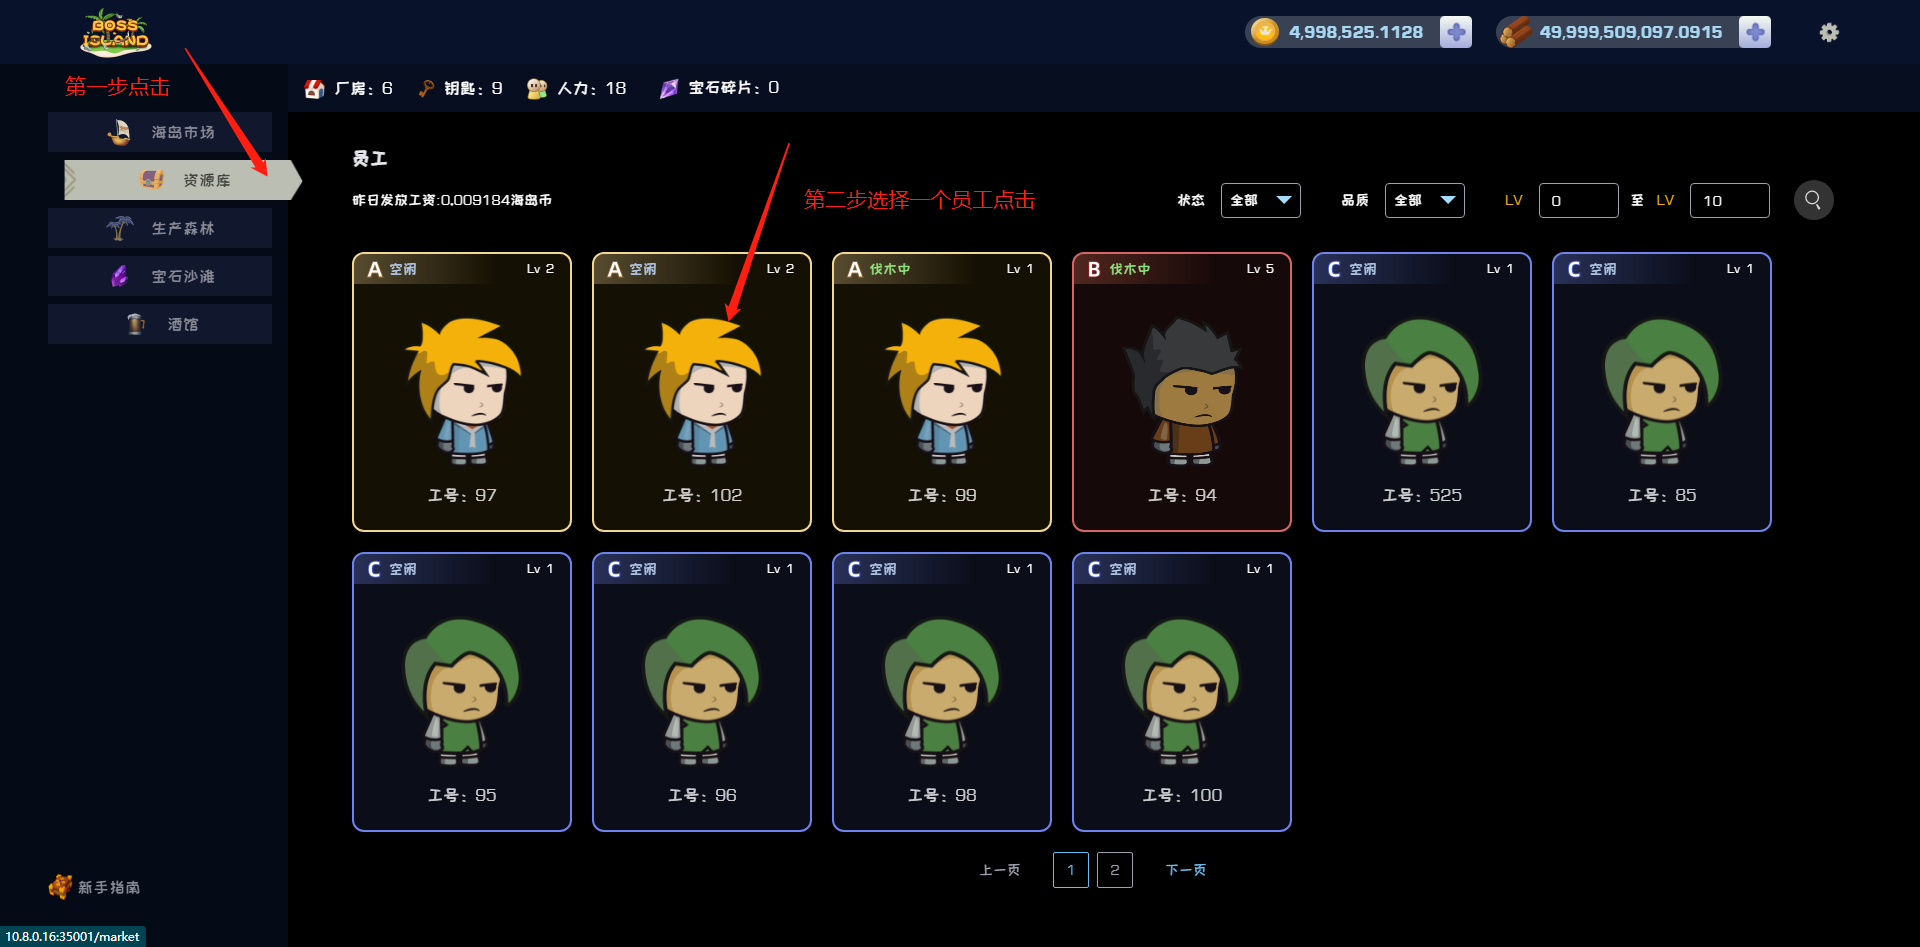 BOSS
ISLAND
4,998,525.1128
49,999,509,097.0915
第一步点击
厂房：6
钥匙：9
人力：18
宝石碎片：0
海岛市场
资源库
生产森林
宝石沙滩
酒馆
员工
昨日发放工资:0.009184海岛币
第二步选择一个员工点击
状态
全部
品质
全部
LV
0
至
LV
10
A 空闲 Lv 2
A 空闲 Lv 2
A 伐木中 Lv 1
B 伐木中 Lv 5
C 空闲 Lv 1
C 空闲 Lv 1
工号：97
工号：102
工号：99
工号：94
工号：525
工号：85
C 空闲 Lv 1
C 空闲 Lv 1
C 空闲 Lv 1
C 空闲 Lv 1
工号：95
工号：96
工号：98
工号：100
上一页
1
2
下一页
新手指南
10.8.0.16:35001/market